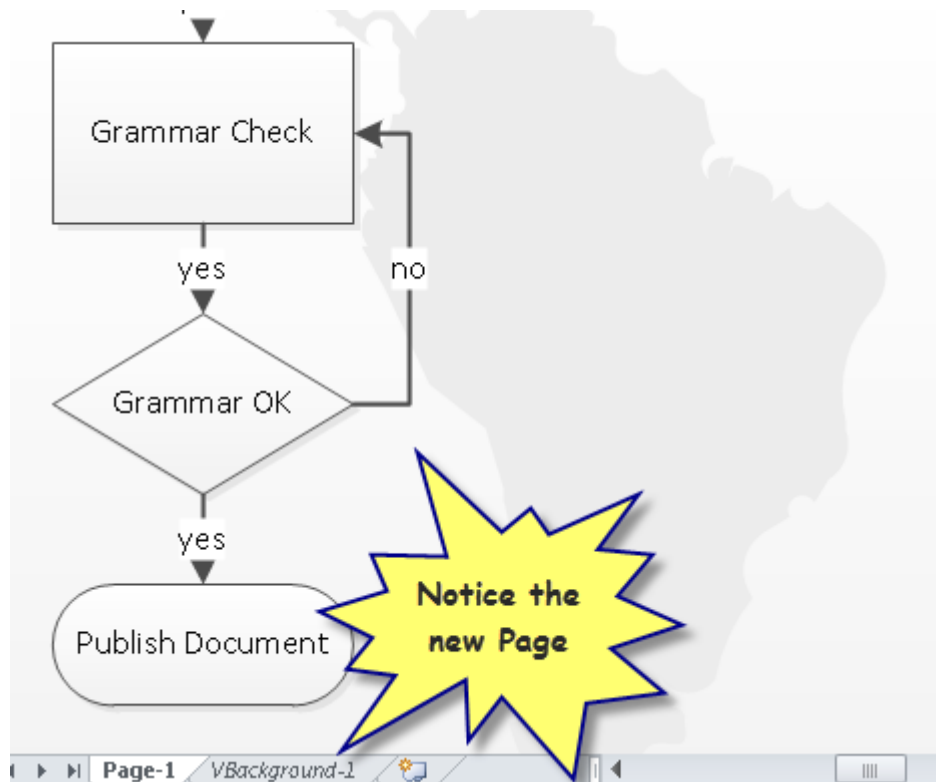 Grammar Check
yes
no
Grammar OK
yes
Publish Document
Notice the
new Page
Page-1
VBackground-1